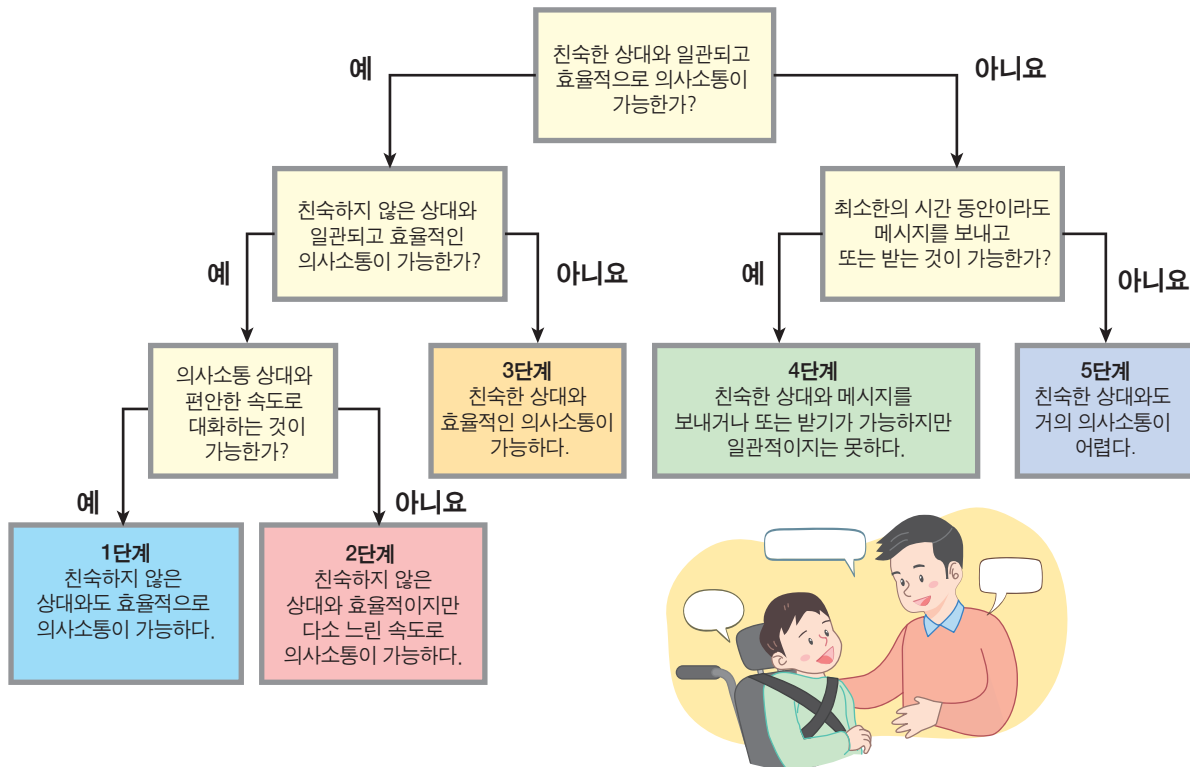 친숙한 상대와 일관되고
효율적으로 의사소통이
가능한가?
예
아니요
친숙하지 않은 상대와
일관되고 효율적인
의사소통이 가능한가?
최소한의 시간 동안이라도
메시지를 보내고
또는 받는 것이 가능한가?
예
아니요
예
아니요
의사소통 상대와
편안한 속도로
대화하는 것이
가능한가?
3단계
친숙한 상대와
효율적인 의사소통이
가능하다.
4단계
친숙한 상대와 메시지를
보내거나 또는 받기가 가능하지만
일관적이지는 못하다.
5단계
친숙한 상대와도
거의 의사소통이
어렵다.
예
아니요
1단계
친숙하지 않은
상대와도 효율적으로
의사소통이 가능하다.
2단계
친숙하지 않은
상대와 효율적이지만
다소 느린 속도로
의사소통이 가능하다.